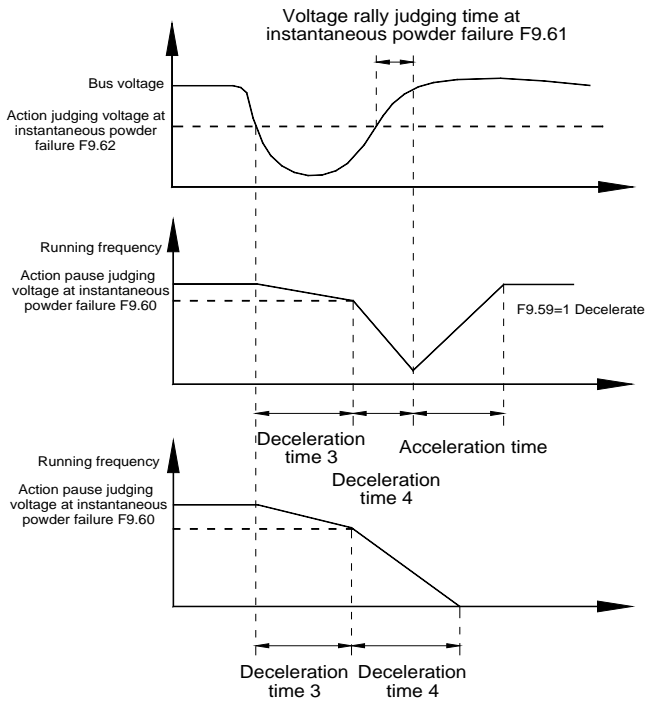 Voltage rally judging time at
instantaneous powder failure F9.61
Bus voltage
Action judging voltage at
instantaneous powder
failure F9.62
Running frequency
Action pause judging
voltage at instantaneous
powder failure F9.60
F9.59=1 Decelerate
Deceleration
time 3
Acceleration time
Deceleration
time 4
Running frequency
Action pause judging
voltage at instantaneous
powder failure F9.60
Deceleration
time 3
Deceleration
time 4